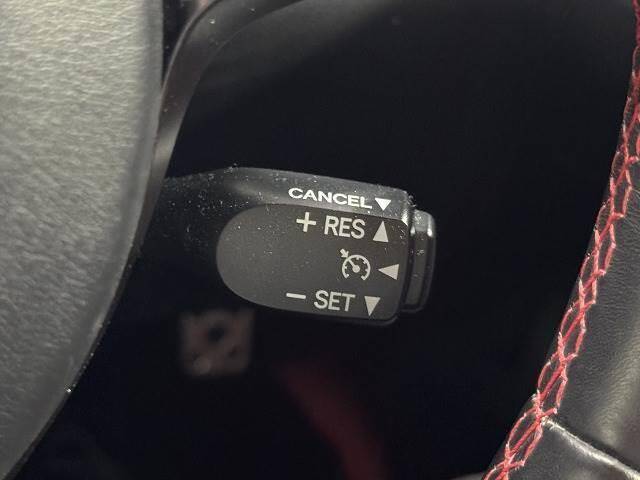 CANCEL▼
+ RES ▲
◀
− SET ▼